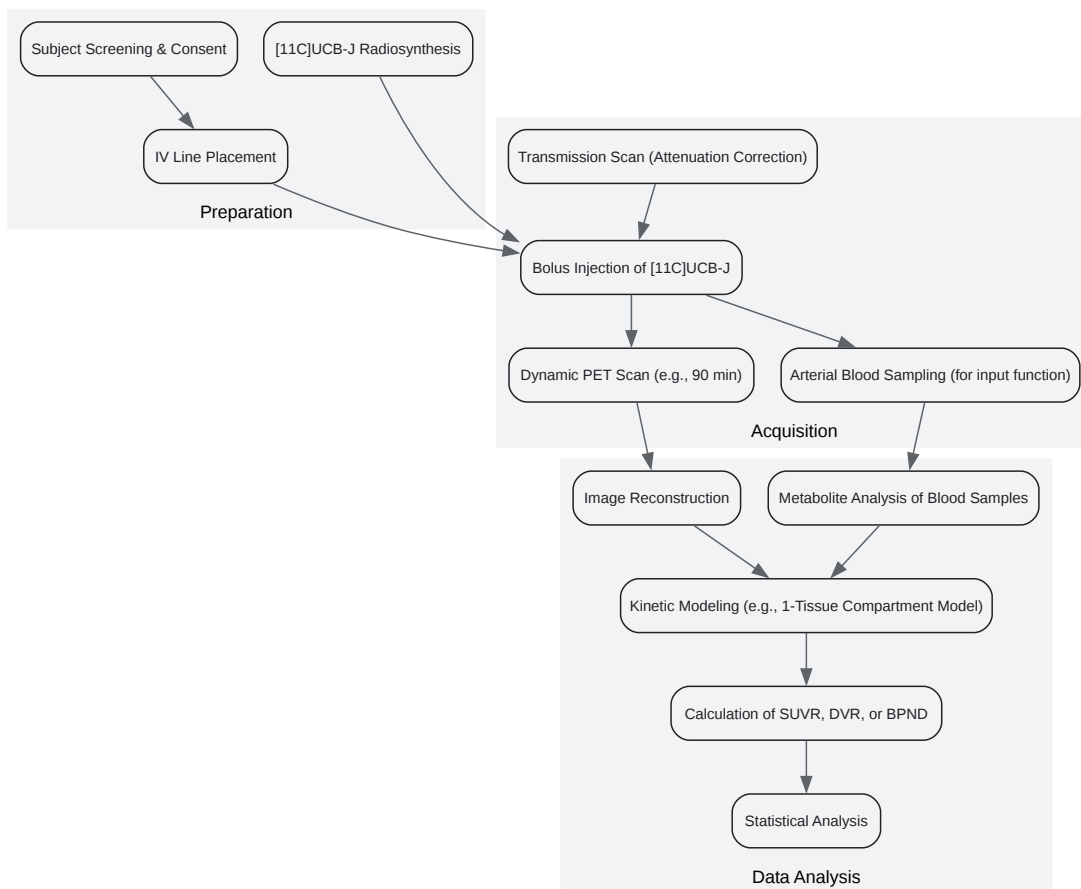 Subject Screening & Consent
[11C]UCB-J Radiosynthesis
IV Line Placement
Preparation
Transmission Scan (Attenuation Correction)
Bolus Injection of [11C]UCB-J
Dynamic PET Scan (e.g., 90 min)
Arterial Blood Sampling (for input function)
Acquisition
Image Reconstruction
Metabolite Analysis of Blood Samples
Kinetic Modeling (e.g., 1-Tissue Compartment Model)
Calculation of SUVR, DVR, or BPND
Statistical Analysis
Data Analysis